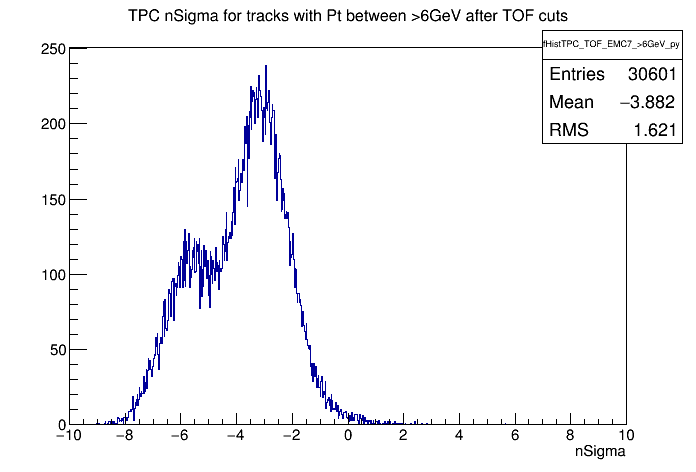 TPC nSigma for tracks with Pt between >6GeV after TOF cuts
fHistTPC_TOF_EMC7_>6GeV_py
Entries 30601
Mean −3.882
RMS 1.621
250
200
150
100
50
0
−10 −8 −6 −4 −2 0 2 4 6 8 10
nSigma